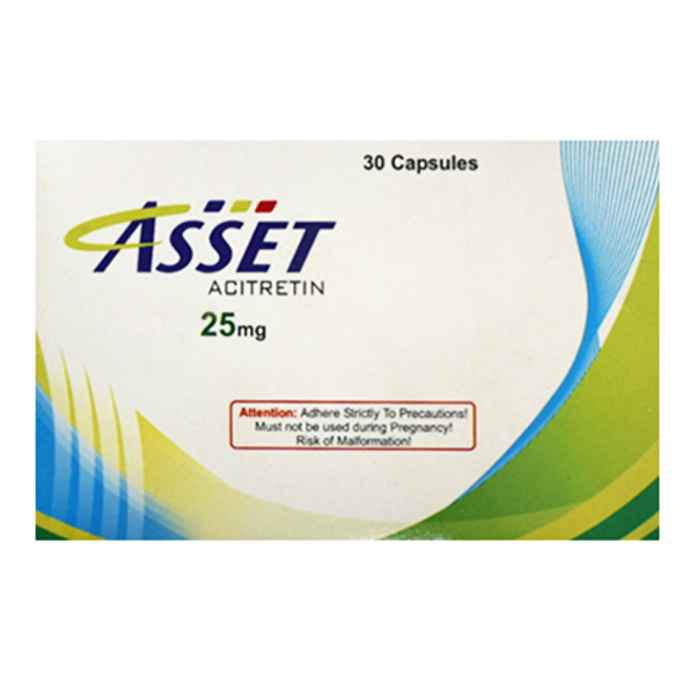 30 Capsules
ASSET
ACITRETIN
25mg
Attention: Adhere Strictly To Precautions!
Must not be used during Pregnancy!
Risk of Malformation!